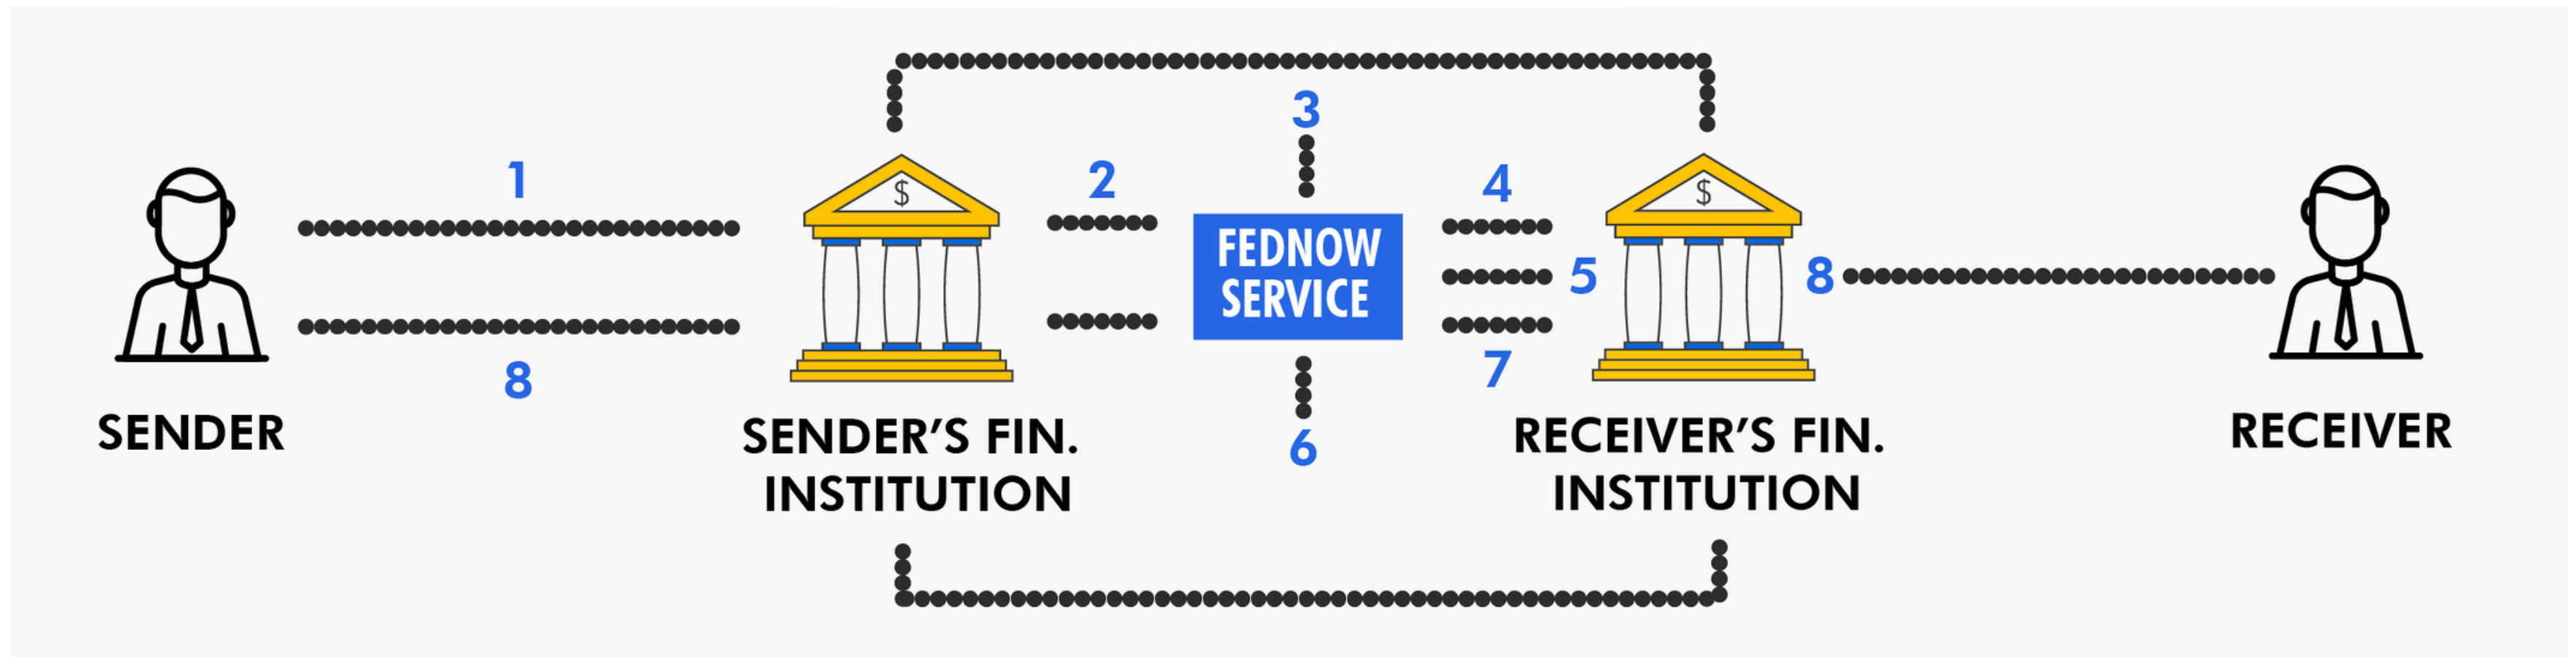 3
1
2
4
$
$
FEDNOW
SERVICE
5
8
8
7
6
SENDER
SENDER'S FIN.
INSTITUTION
RECEIVER'S FIN.
INSTITUTION
RECEIVER